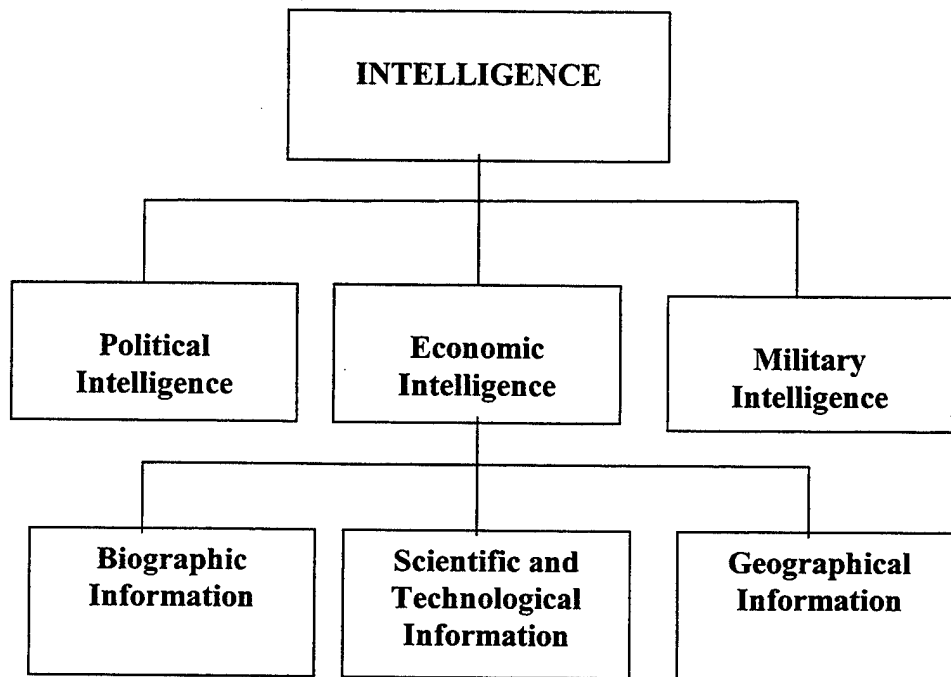 INTELLIGENCE
Political
Intelligence
Economic
Intelligence
Military
Intelligence
Biographic
Information
Scientific and
Technological
Information
Geographical
Information